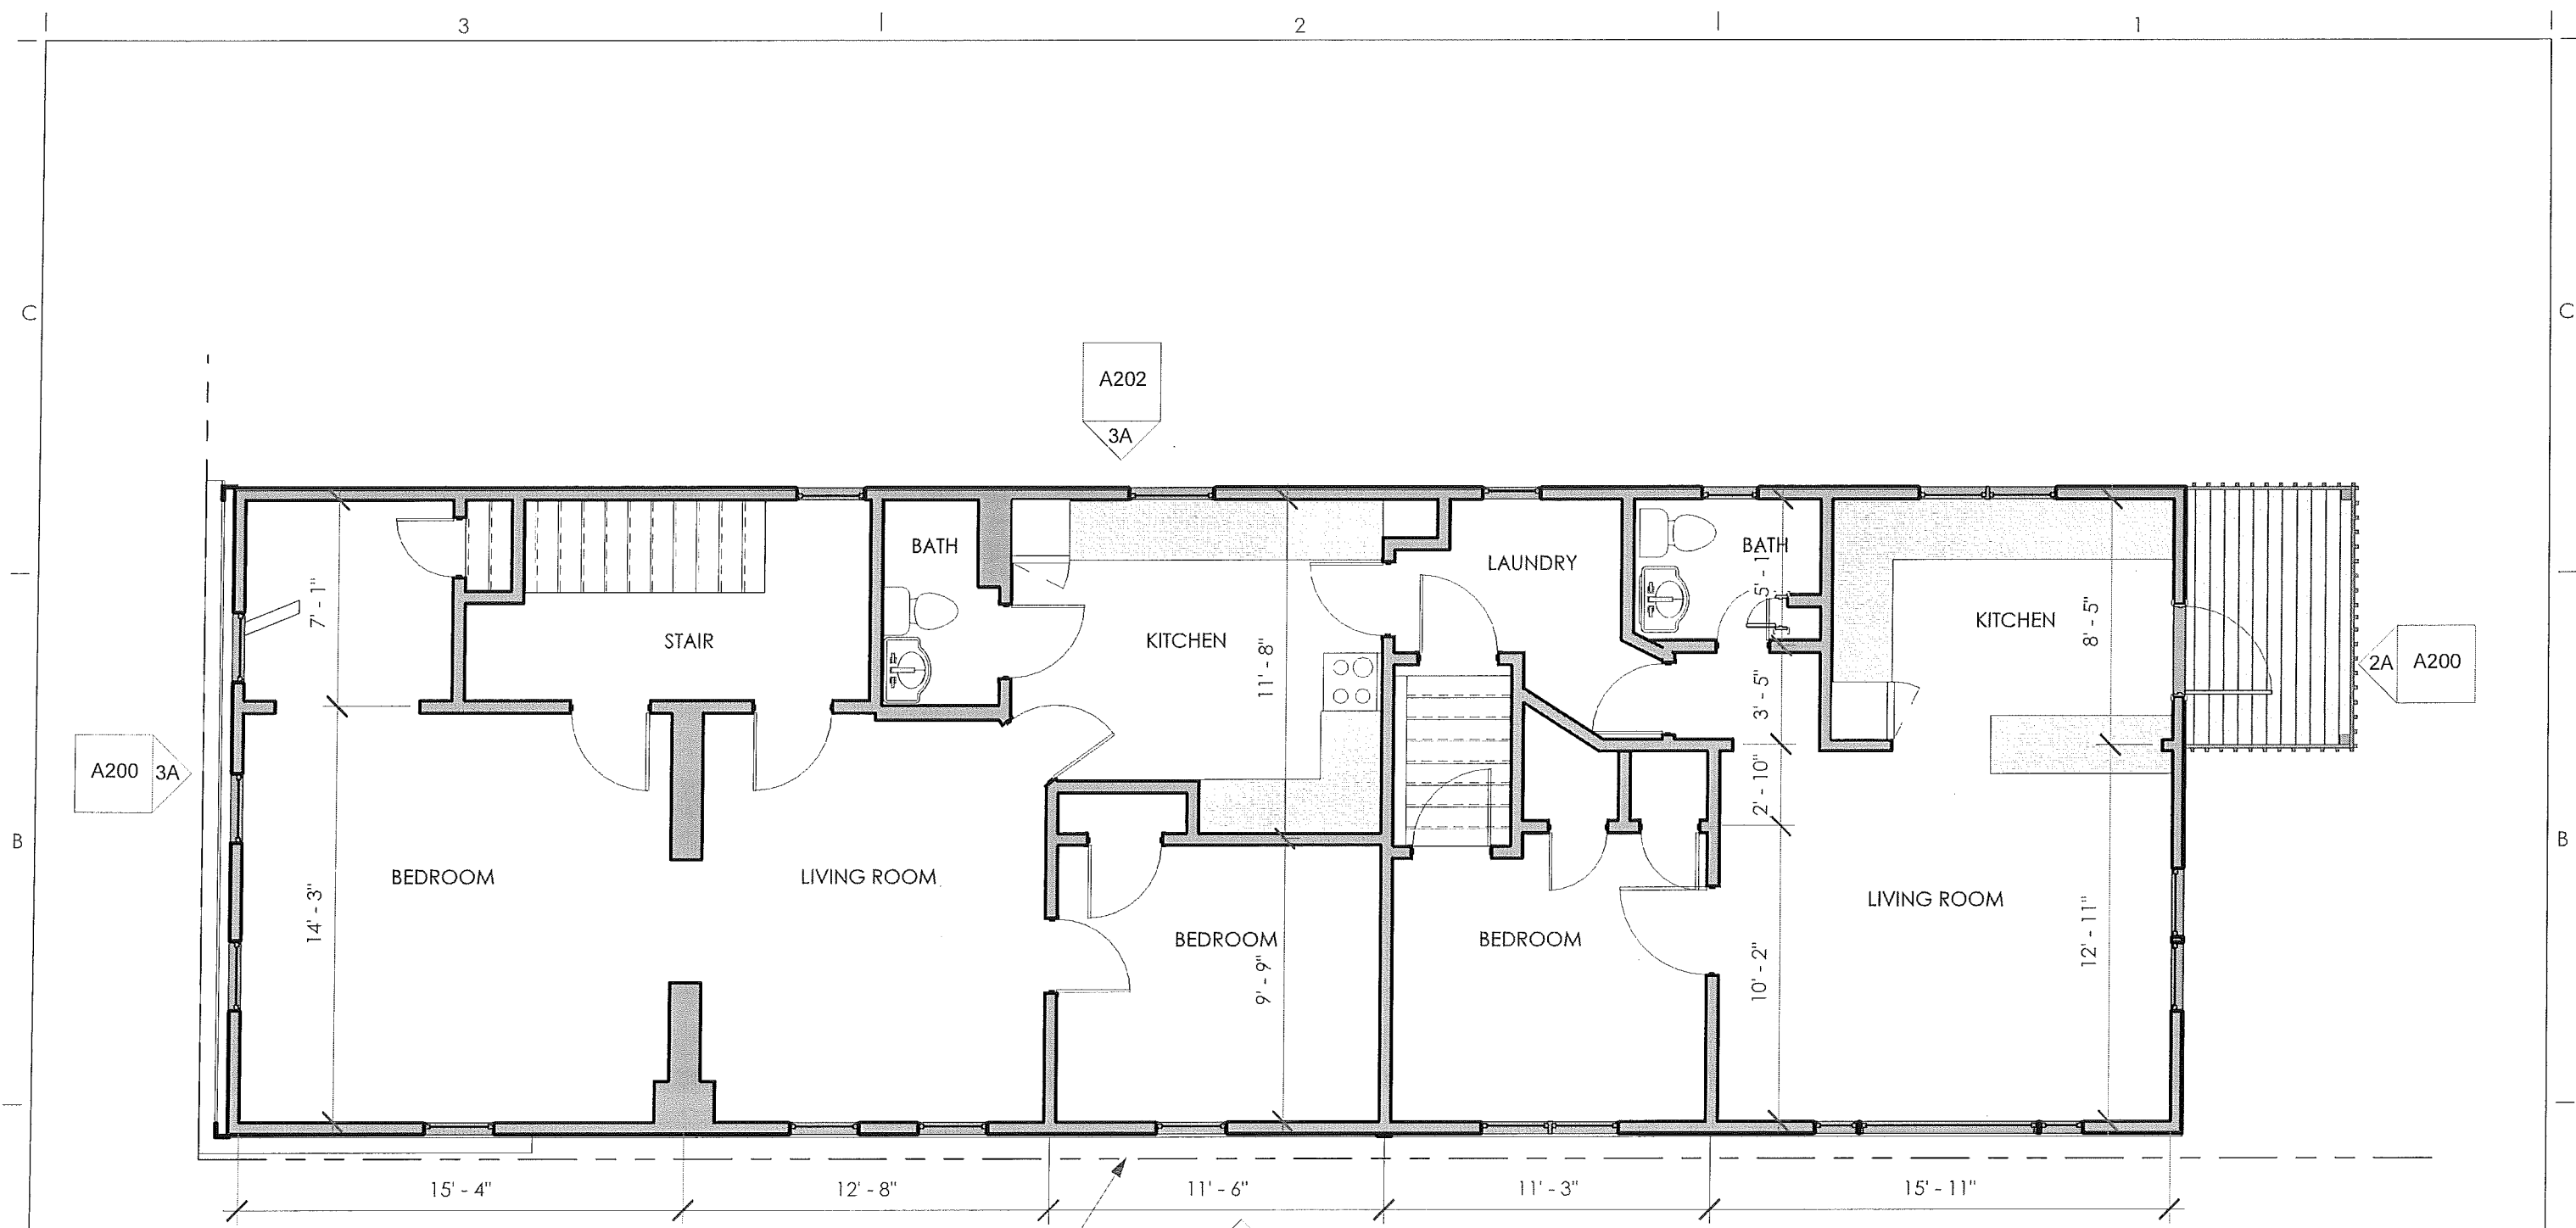 3 2 1
C C
A202
3A
BATH
BATH
LAUNDRY
5' - 1"
7' - 1"
STAIR
KITCHEN
KITCHEN
8' - 5"
11' - 8"
3' - 5"
2A A200
A200 3A
2' - 10"
B B
BEDROOM
LIVING ROOM
LIVING ROOM
14' - 3"
BEDROOM
BEDROOM
9' - 9"
10' - 2"
12' - 11"
15' - 4" 12' - 8" 11' - 6" 11' - 3" 15' - 11"